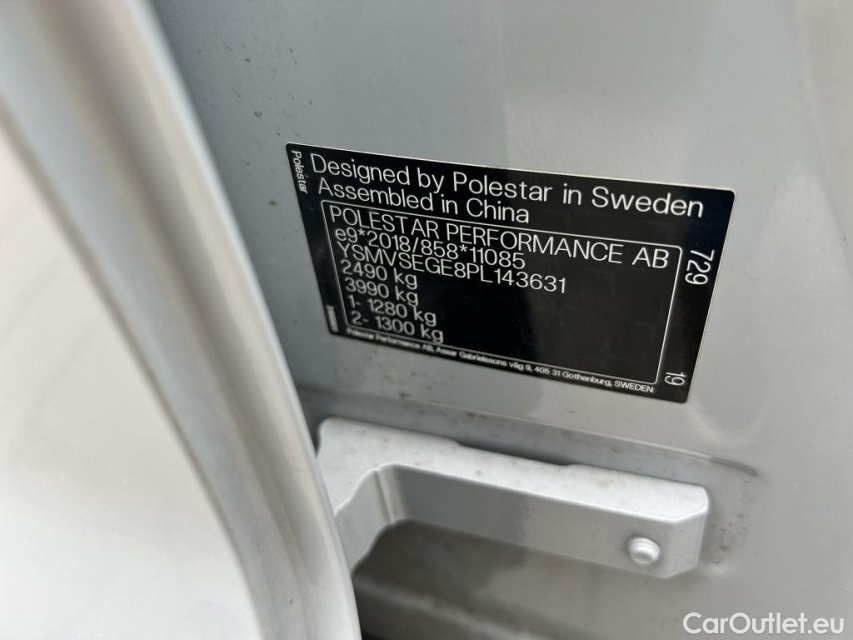 Polestar
Designed by Polestar in Sweden
Assembled in China
POLESTAR PERFORMANCE AB
e9*2018/858*11085
YSMVSEGE8PL143631
2490 kg
3990 kg
1- 1280 kg
2- 1300 kg
729
19
Polestar Performance AB, Assar Gabrielssons väg 9, 405 31 Gothenburg, SWEDEN
CarOutlet.eu